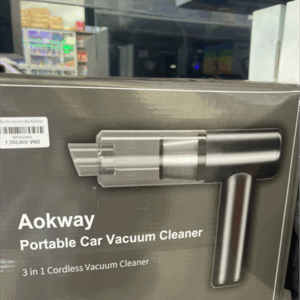 1,399,000 VND
Aokway
Portable Car Vacuum Cleaner
3 in 1 Cordless Vacuum Cleaner